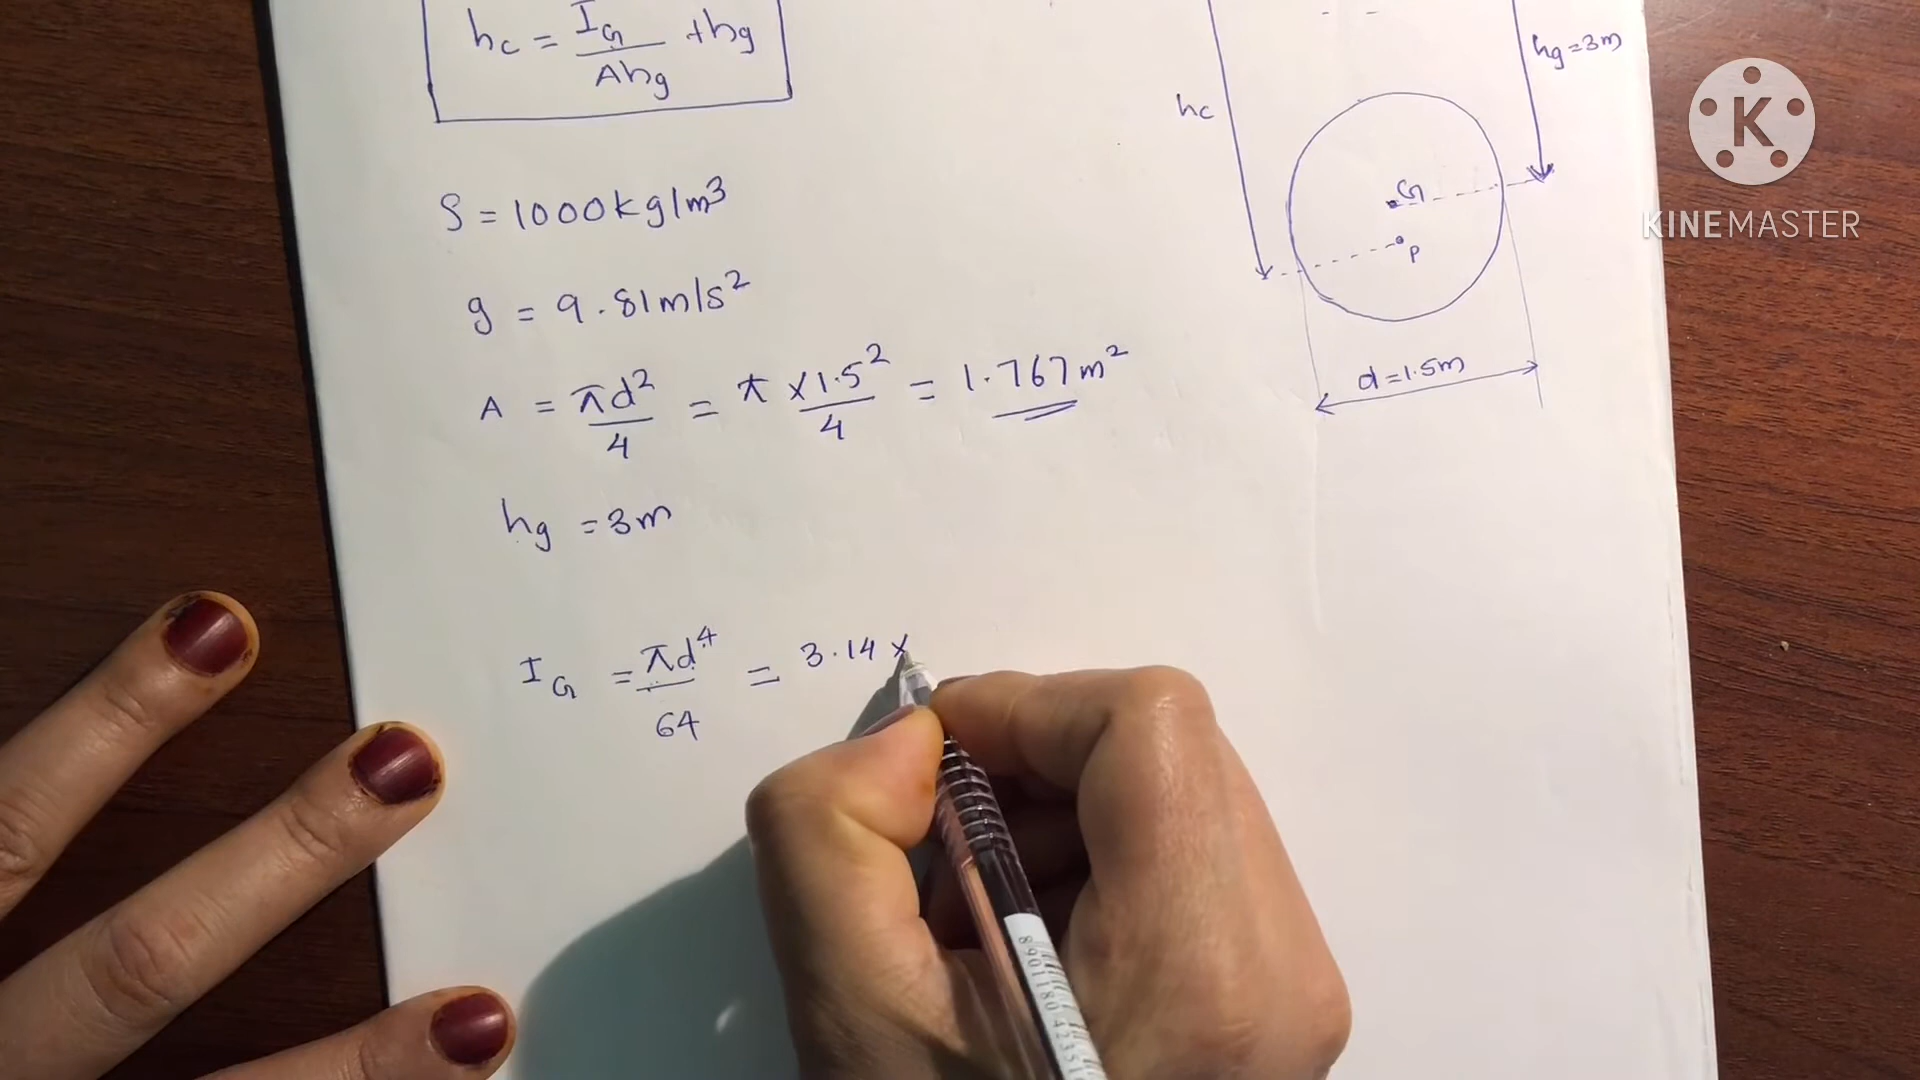 hc = IG / Ahg + hg
ρ = 1000kg/m³
g = 9.81m/s²
A = πd²/4 = π × 1.5²/4 = 1.767m²
hg = 3m
IG = πd⁴/64 = 3.14 ×
hg = 3m
hc
G
P
d = 1.5m
K
KINEMASTER